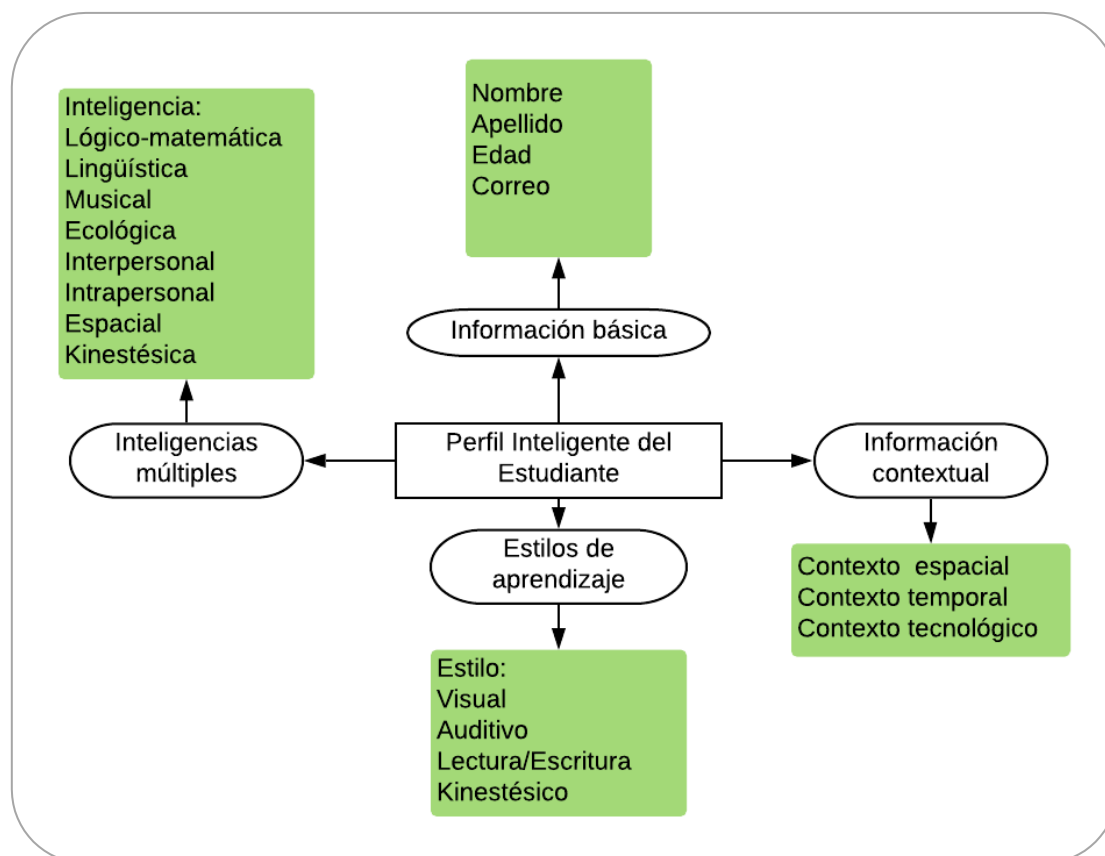 Inteligencia:
Lógico-matemática
Lingüística
Musical
Ecológica
Interpersonal
Intrapersonal
Espacial
Kinestésica
Nombre
Apellido
Edad
Correo
Información básica
Inteligencias
múltiples
Perfil Inteligente del
Estudiante
Información
contextual
Estilos de
aprendizaje
Contexto espacial
Contexto temporal
Contexto tecnológico
Estilo:
Visual
Auditivo
Lectura/Escritura
Kinestésico